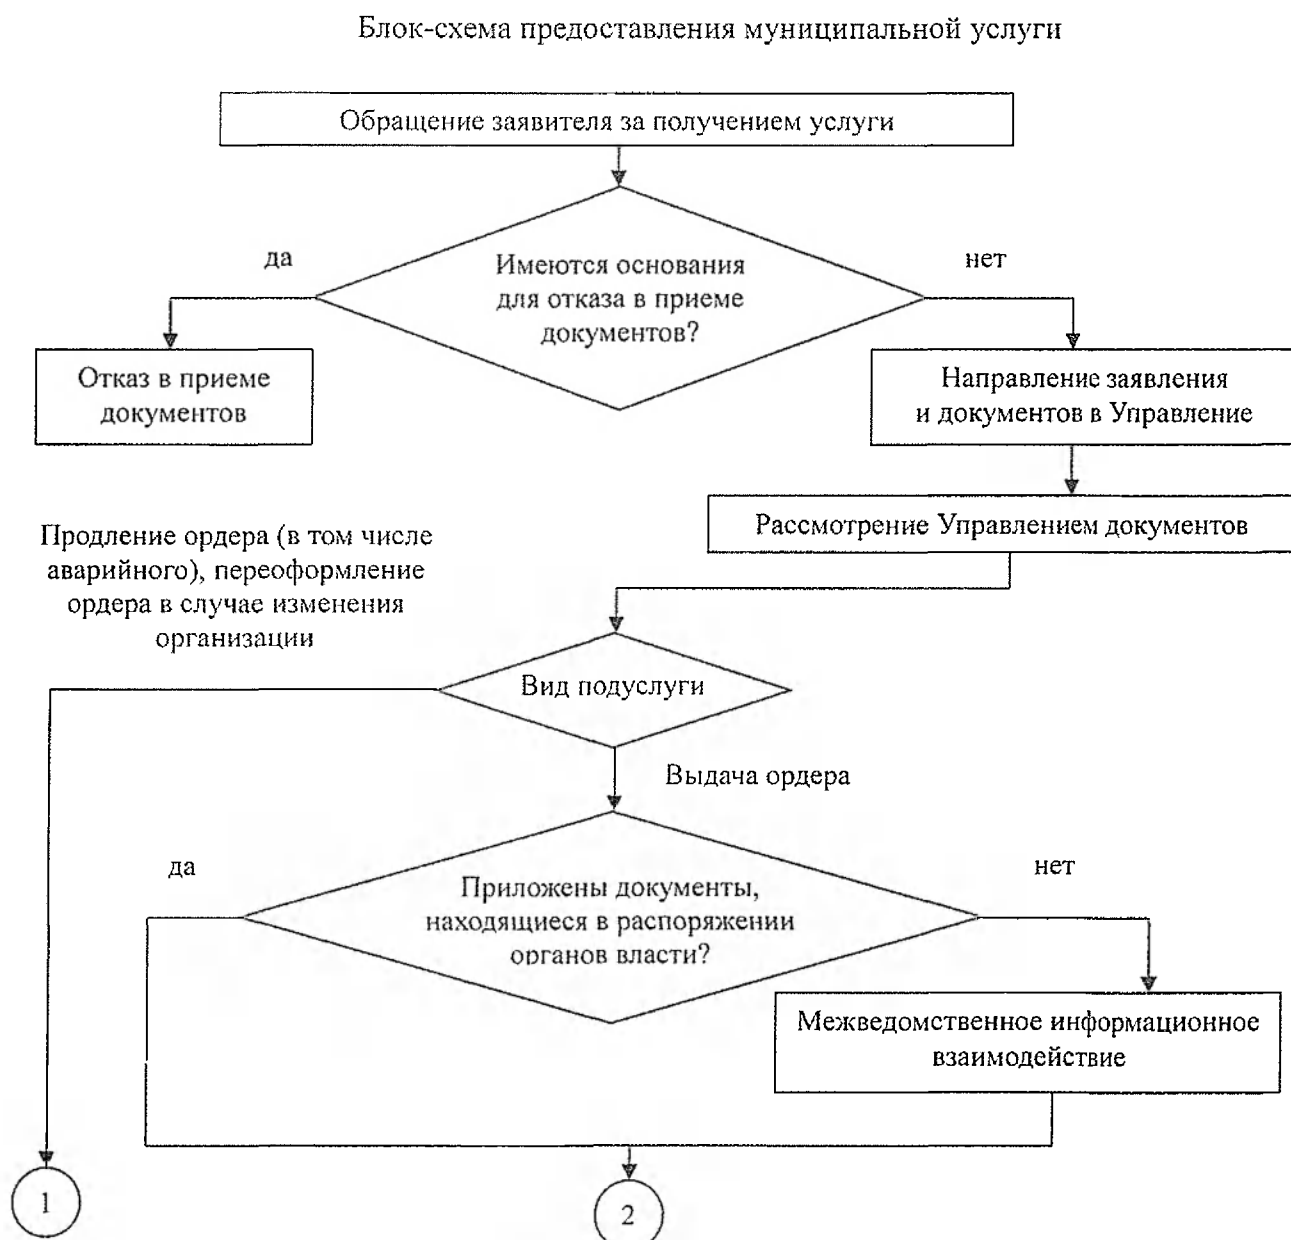 Блок-схема предоставления муниципальной услуги
Обращение заявителя за получением услуги
да
Имеются основания
для отказа в приеме
документов?
нет
Отказ в приеме
документов
Направление заявления
и документов в Управление
Рассмотрение Управлением документов
Продление ордера (в том числе
аварийного), переоформление
ордера в случае изменения
организации
Вид подуслуги
Выдача ордера
да
Приложены документы,
находящиеся в распоряжении
органов власти?
нет
Межведомственное информационное
взаимодействие
1
2